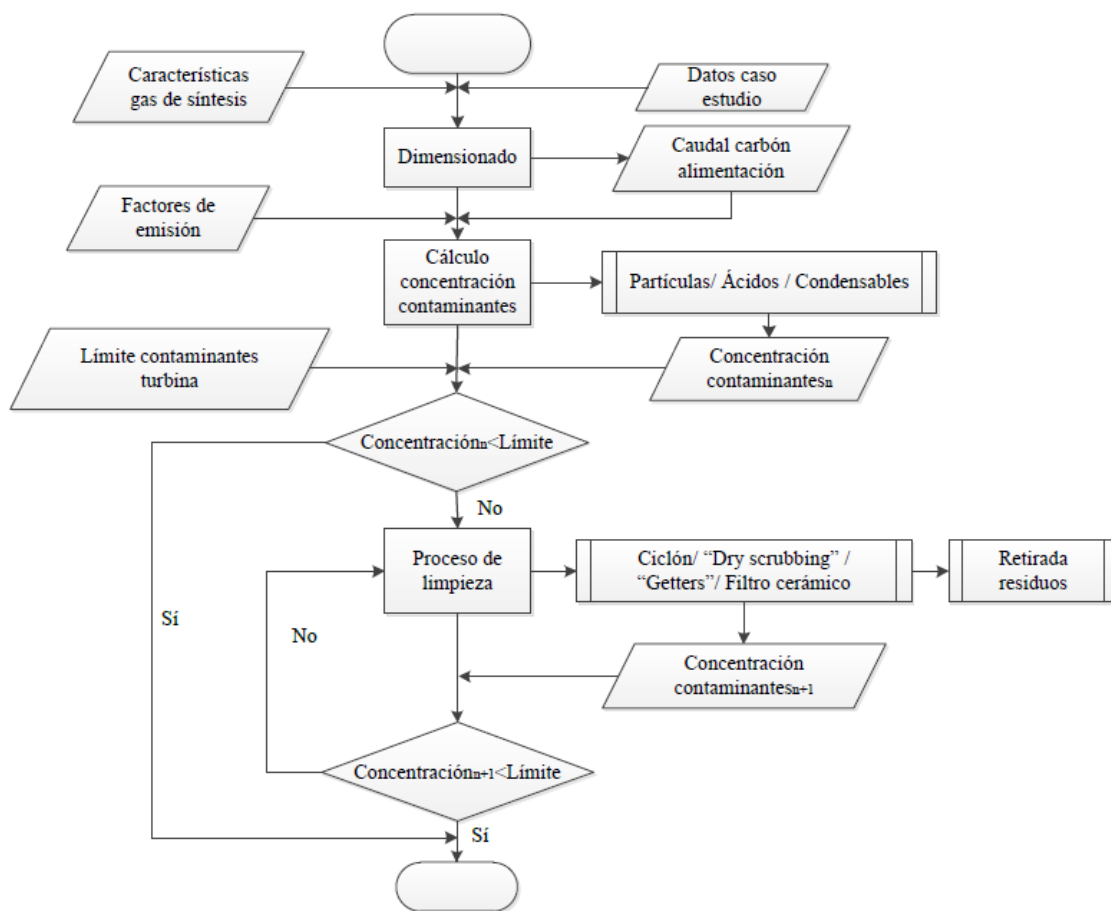 Características
gas de síntesis
Datos caso
estudio
Dimensionado
Caudal carbón
alimentación
Factores de
emisión
Cálculo
concentración
contaminantes
Partículas/ Ácidos / Condensables
Límite contaminantes
turbina
Concentración
contaminantesₙ
Concentraciónₙ<Límite
No
Proceso de
limpieza
Ciclón/ “Dry scrubbing” /
“Getters”/ Filtro cerámico
Retirada
residuos
Sí
No
Concentración
contaminantesₙ₊₁
Concentraciónₙ₊₁<Límite
Sí